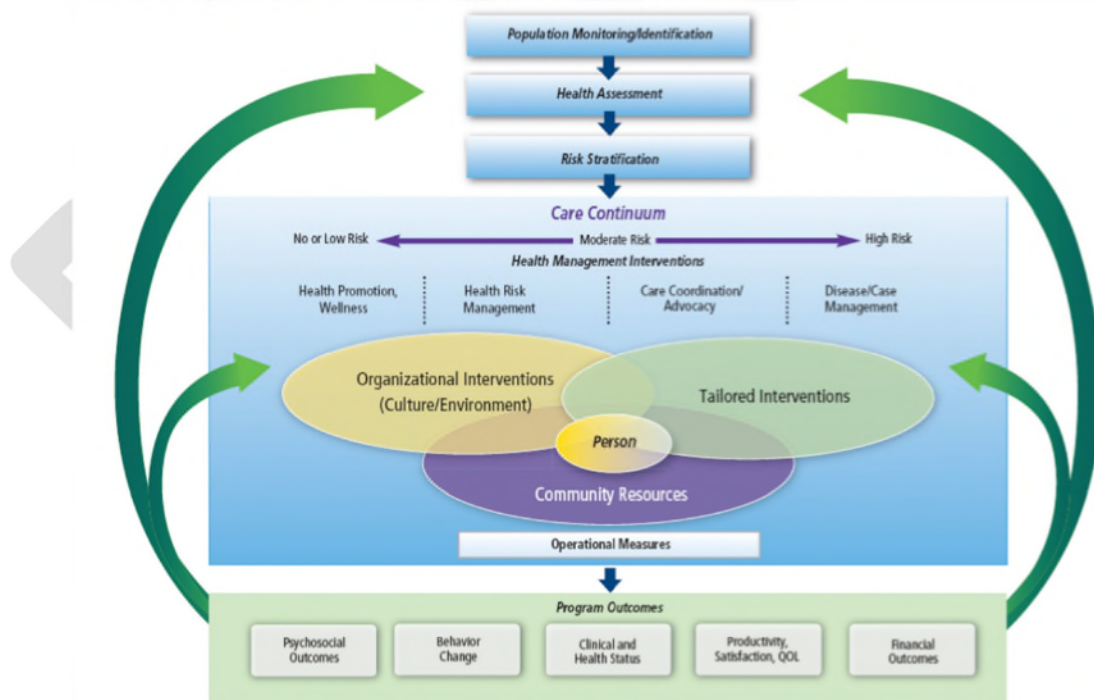 Population Monitoring/Identification
Health Assessment
Risk Stratification
Care Continuum
No or Low Risk
Moderate Risk
High Risk
Health Management Interventions
Health Promotion,
Wellness
Health Risk
Management
Care Coordination/
Advocacy
Disease/Case
Management
Organizational Interventions
(Culture/Environment)
Tailored Interventions
Person
Community Resources
Operational Measures
Program Outcomes
Psychosocial
Outcomes
Behavior
Change
Clinical and
Health Status
Productivity,
Satisfaction, QOL
Financial
Outcomes